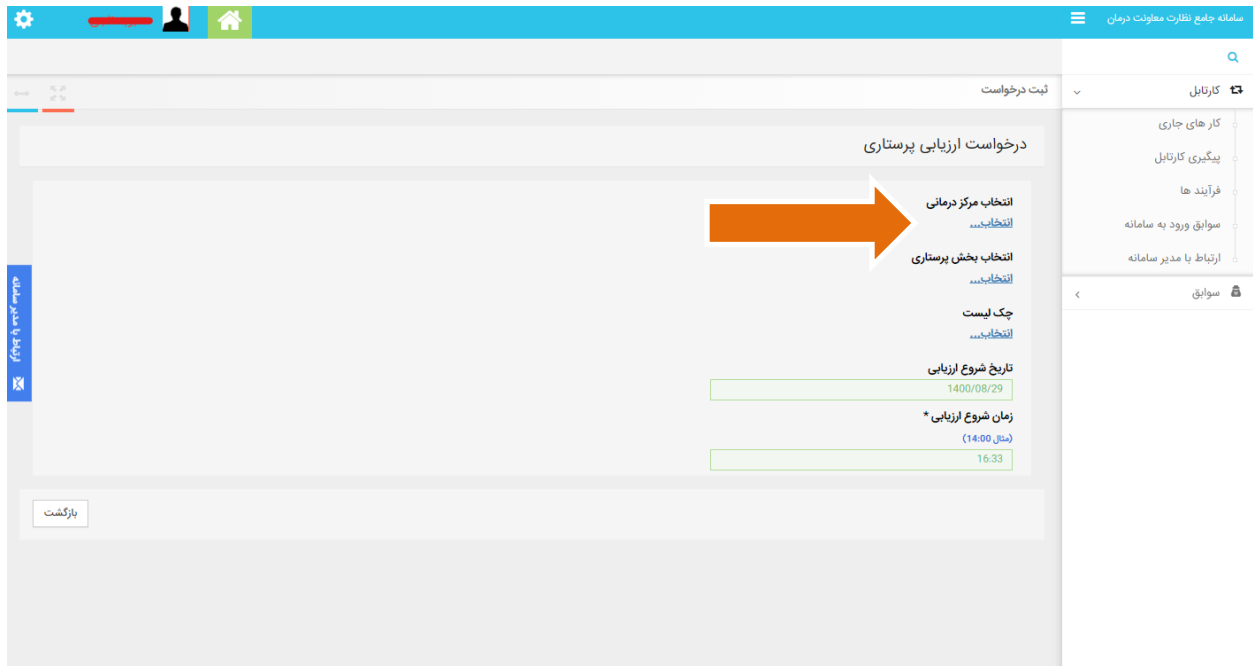 سامانه جامع نظارت معاونت درمان
کارتابل
کار های جاری
پیگیری کارتابل
فرآیند ها
سوابق ورود به سامانه
ارتباط با مدیر سامانه
سوابق
ثبت درخواست
درخواست ارزیابی پرستاری
انتخاب مرکز درمانی
انتخاب...
انتخاب بخش پرستاری
انتخاب...
چک لیست
انتخاب...
تاریخ شروع ارزیابی
1400/08/29
زمان شروع ارزیابی *
(مثال 14:00)
16:33
بازگشت
ارتباط با مدیر سامانه